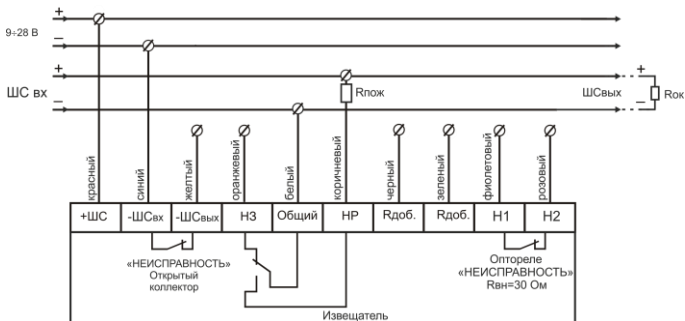 +
9÷28 В
–
+
ШС вх
–
Rпож
ШСвых
+
–
Rок
красный
синий
желтый
оранжевый
белый
коричневый
черный
зеленый
фиолетовый
розовый
+ШС
-ШСвх
-ШСвых
НЗ
Общий
НР
Rдоб.
Rдоб.
Н1
Н2
«НЕИСПРАВНОСТЬ»
Открытый
коллектор
Оптореле
«НЕИСПРАВНОСТЬ»
Rвн=30 Ом
Извещатель